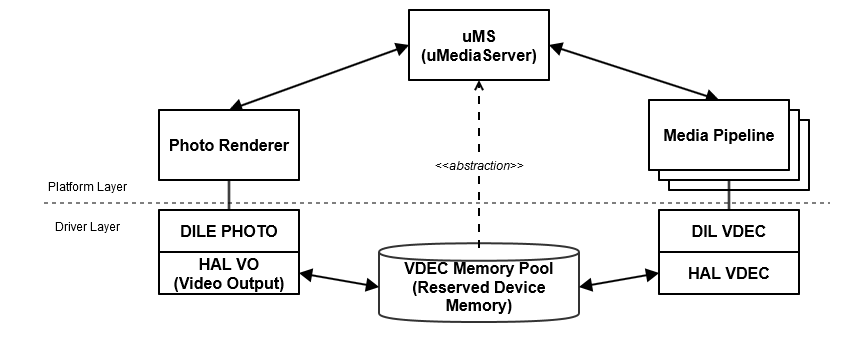 uMS
(uMediaServer)
Photo Renderer
Media Pipeline
<<abstraction>>
Platform Layer
Driver Layer
DILE PHOTO
DIL VDEC
HAL VO
(Video Output)
VDEC Memory Pool
(Reserved Device
Memory)
HAL VDEC